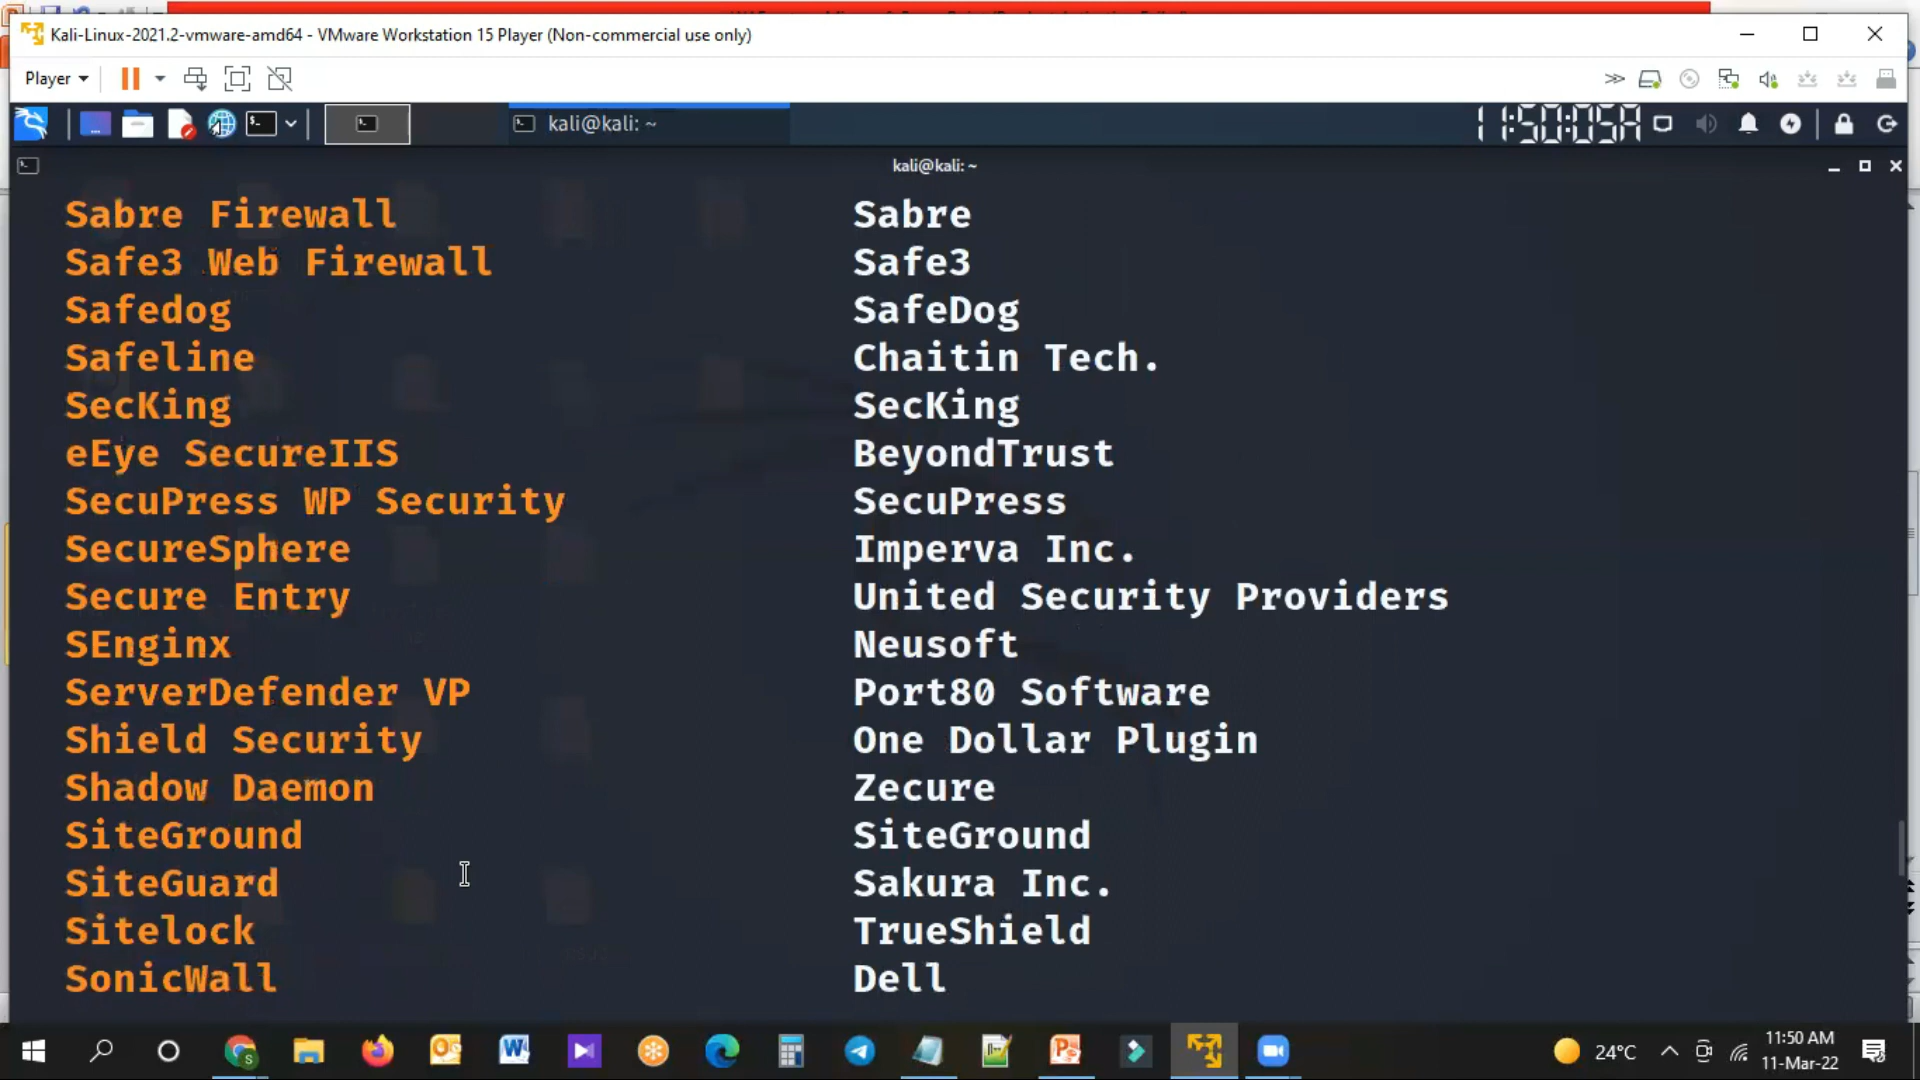 Kali-Linux-2021.2-vmware-amd64 - VMware Workstation 15 Player (Non-commercial use only)
Player
kali@kali: ~
11:50:05A
kali@kali: ~
Sabre Firewall Sabre
Safe3 Web Firewall Safe3
Safedog SafeDog
Safeline Chaitin Tech.
SecKing SecKing
eEye SecureIIS BeyondTrust
SecuPress WP Security SecuPress
SecureSphere Imperva Inc.
Secure Entry United Security Providers
SEnginx Neusoft
ServerDefender VP Port80 Software
Shield Security One Dollar Plugin
Shadow Daemon Zecure
SiteGround SiteGround
SiteGuard Sakura Inc.
Sitelock TrueShield
SonicWall Dell
24°C
11:50 AM
11-Mar-22